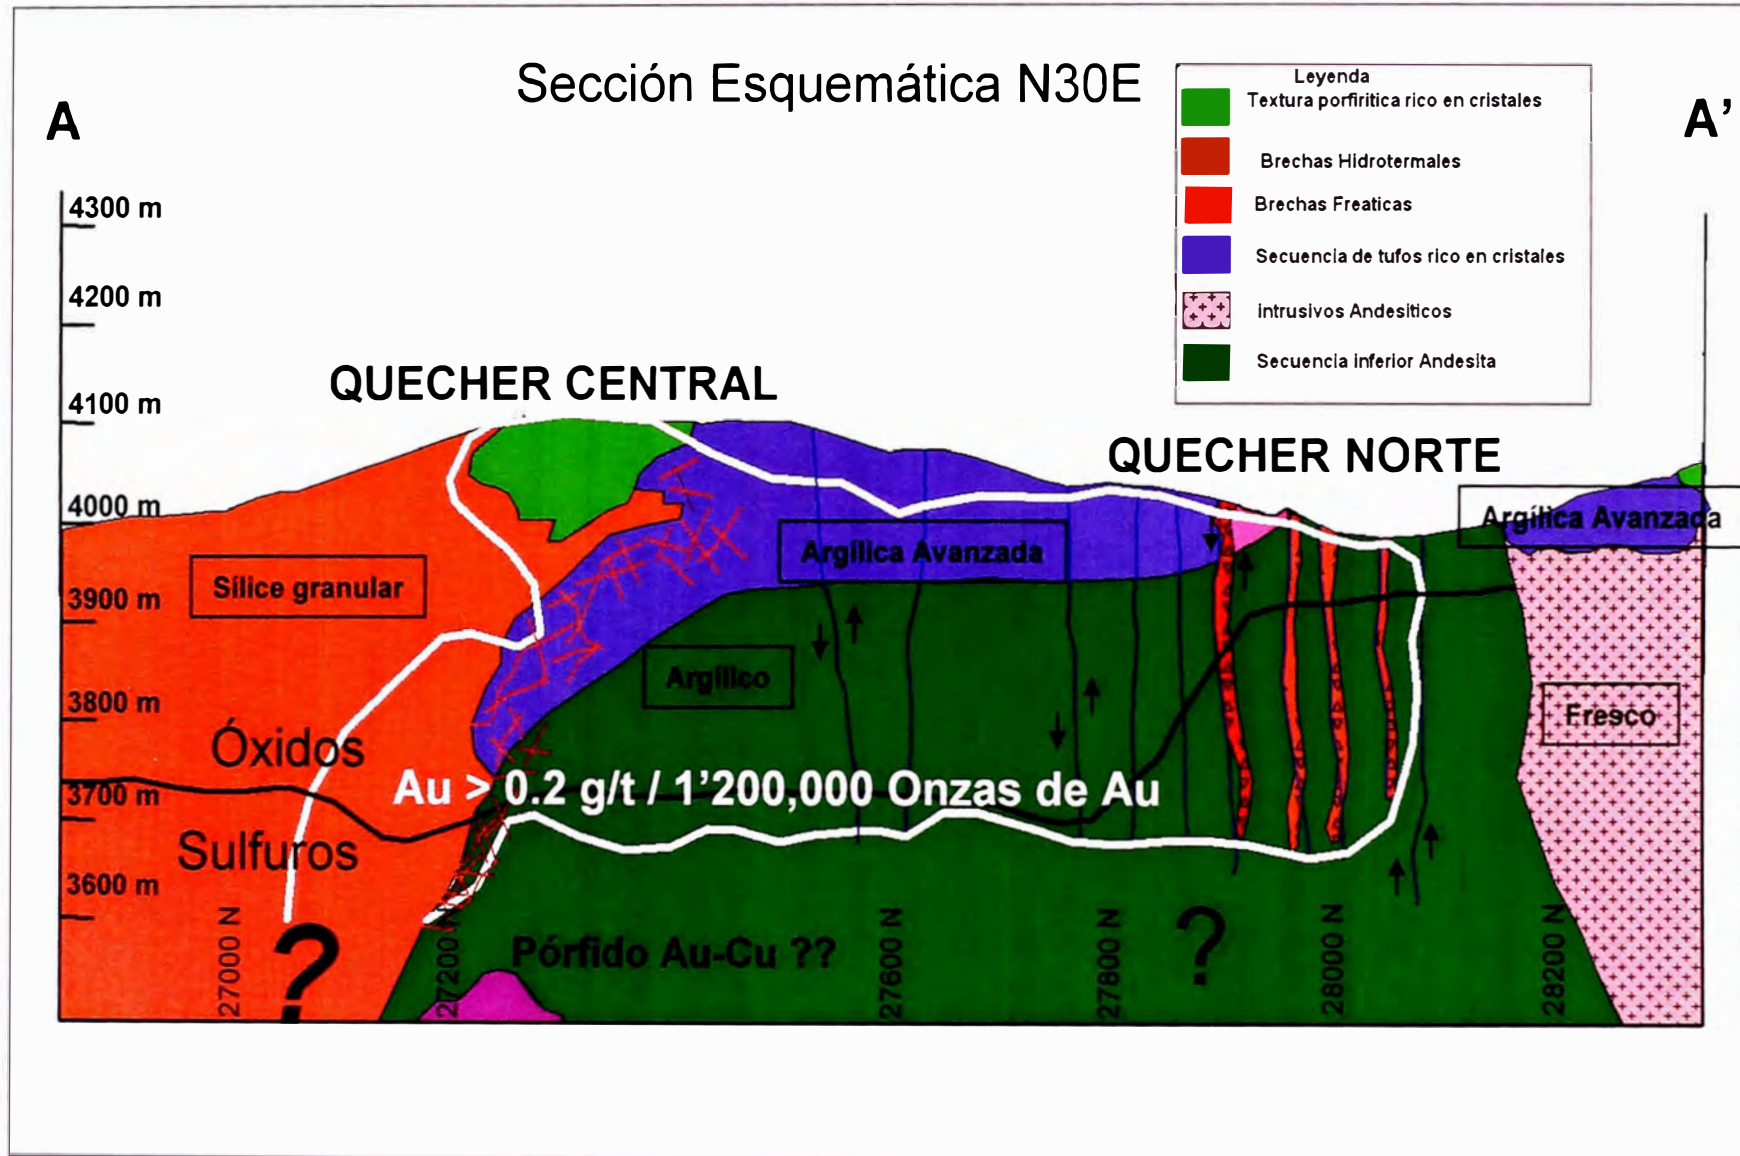 Sección Esquemática N30E
A
A’
Leyenda
Textura porfiritica rico en cristales
Brechas Hidrotermales
Brechas Freaticas
Secuencia de tufos rico en cristales
intrusivos Andesiticos
Secuencia inferior Andesita
4300 m
4200 m
4100 m
4000 m
3900 m
3800 m
3700 m
3600 m
QUECHER CENTRAL
QUECHER NORTE
Argílica Avanzada
Argílica Avanzada
Sílice granular
Argílico
Fresco
Óxidos
Au > 0.2 g/t / 1’200,000 Onzas de Au
Sulfuros
?
Pórfido Au-Cu ??
?
27000 N
27200 N
27600 N
27800 N
28000 N
28200 N